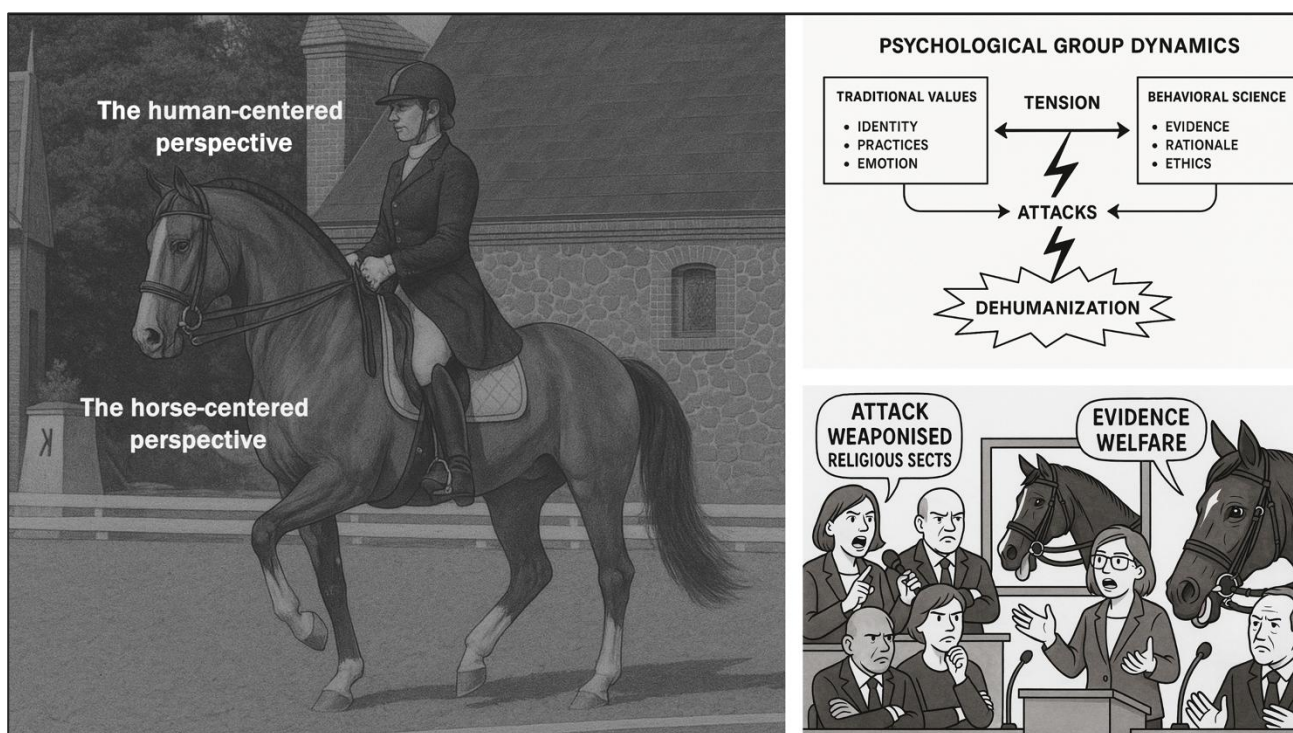 The human-centered
perspective
The horse-centered
perspective
K
PSYCHOLOGICAL GROUP DYNAMICS
TRADITIONAL VALUES
• IDENTITY
• PRACTICES
• EMOTION
TENSION
BEHAVIORAL SCIENCE
• EVIDENCE
• RATIONALE
• ETHICS
ATTACKS
DEHUMANIZATION
ATTACK
WEAPONISED
RELIGIOUS SECTS
EVIDENCE
WELFARE